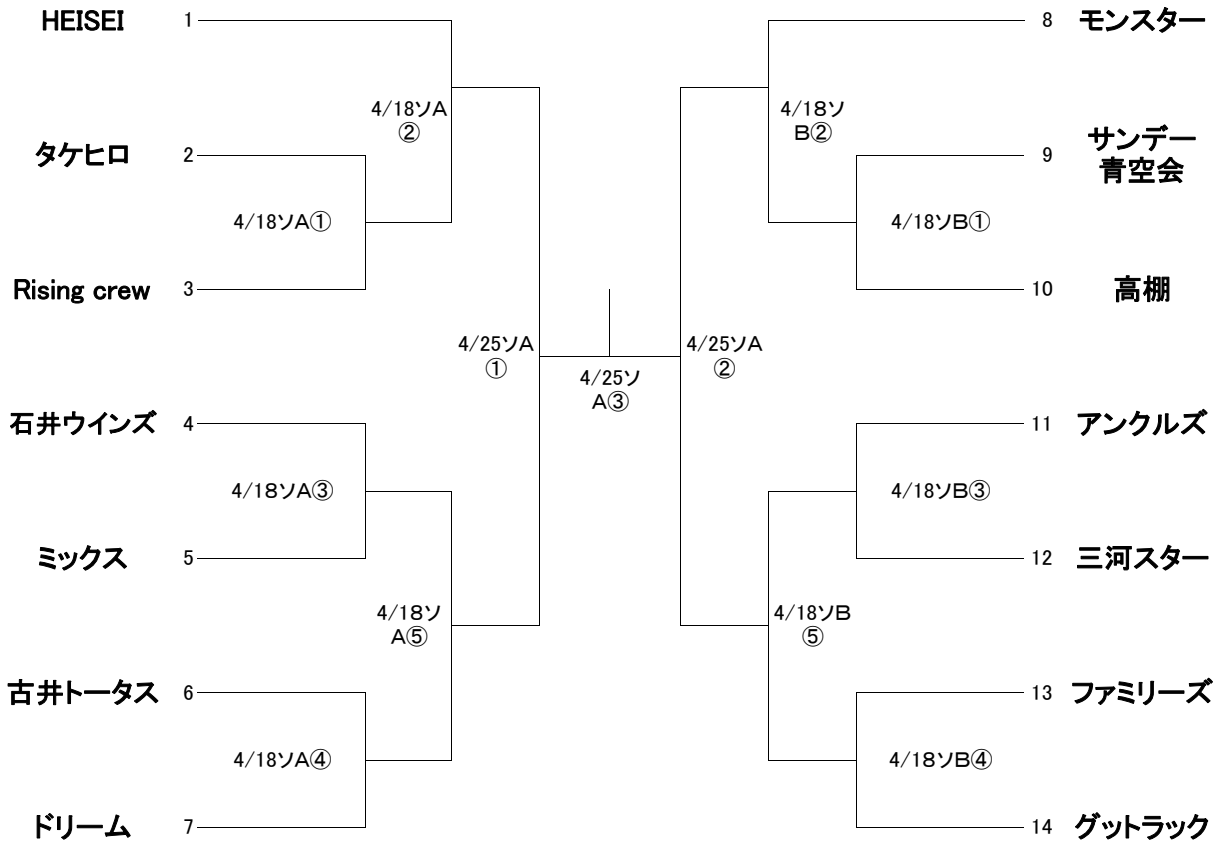 HEISEI 1
4/18ソA
②
タケヒロ 2
4/18ソA①
Rising crew 3
4/25ソA
①
石井ウインズ 4
4/18ソA③
ミックス 5
4/18ソ
A⑤
古井トータス 6
4/18ソA④
ドリーム 7
4/25ソ
A③
8 モンスター
4/18ソ
B②
9 サンデー
青空会
4/18ソB①
10 高棚
4/25ソA
②
11 アンクルズ
4/18ソB③
12 三河スター
4/18ソB
⑤
13 ファミリーズ
4/18ソB④
14 グットラック